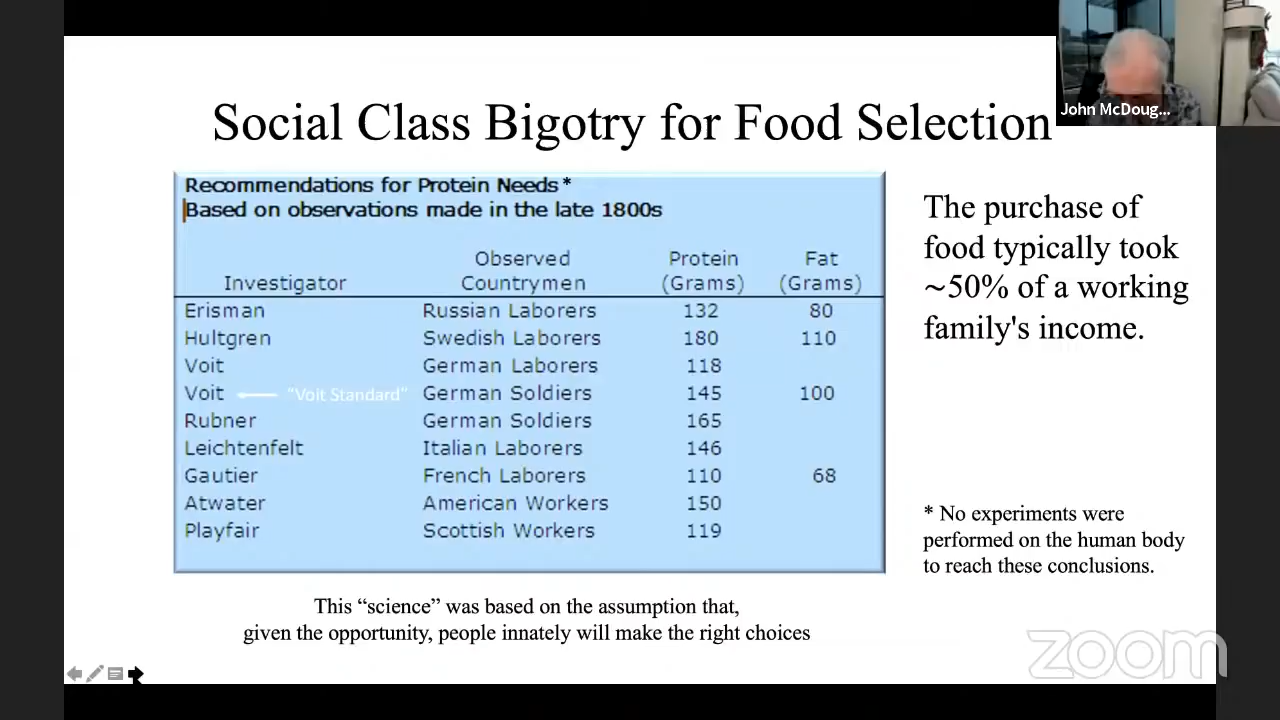 John McDoug...
Social Class Bigotry for Food Selection
Recommendations for Protein Needs *
Based on observations made in the late 1800s
Investigator Observed Countrymen Protein (Grams) Fat (Grams)
Erisman Russian Laborers 132 80
Hultgren Swedish Laborers 180 110
Voit German Laborers 118
Voit "Voit Standard" German Soldiers 145 100
Rubner German Soldiers 165
Leichtenfelt Italian Laborers 146
Gautier French Laborers 110 68
Atwater American Workers 150
Playfair Scottish Workers 119
The purchase of
food typically took
~50% of a working
family's income.
* No experiments were
performed on the human body
to reach these conclusions.
This “science” was based on the assumption that,
given the opportunity, people innately will make the right choices
zoom